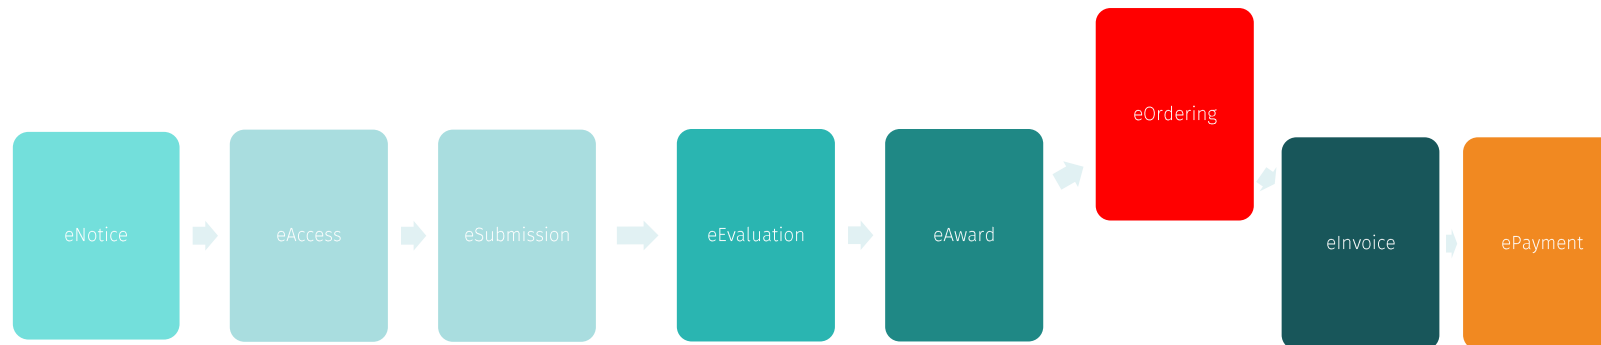 eNotice
eAccess
eSubmission
eEvaluation
eAward
eOrdering
eInvoice
ePayment